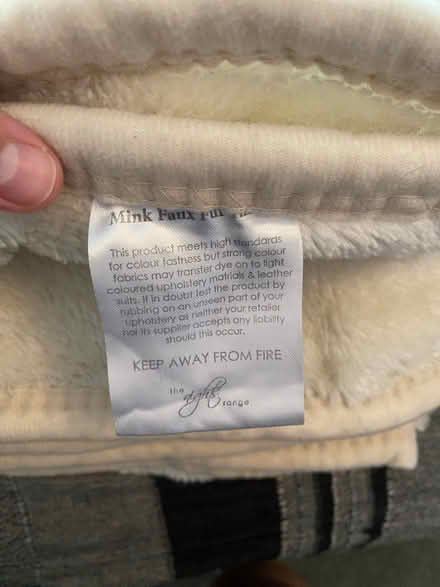 Mink Faux Fur
This product meets high standards
for colour fastness but strong colour
fabrics may transfer dye on to light
coloured upholstery matrials & leather
suits. If in doubt test the product by
rubbing on an unseen part of your
upholstery as neither your retailer
nor its supplier accepts any liability
should this occur.
KEEP AWAY FROM FIRE
the
nights
range